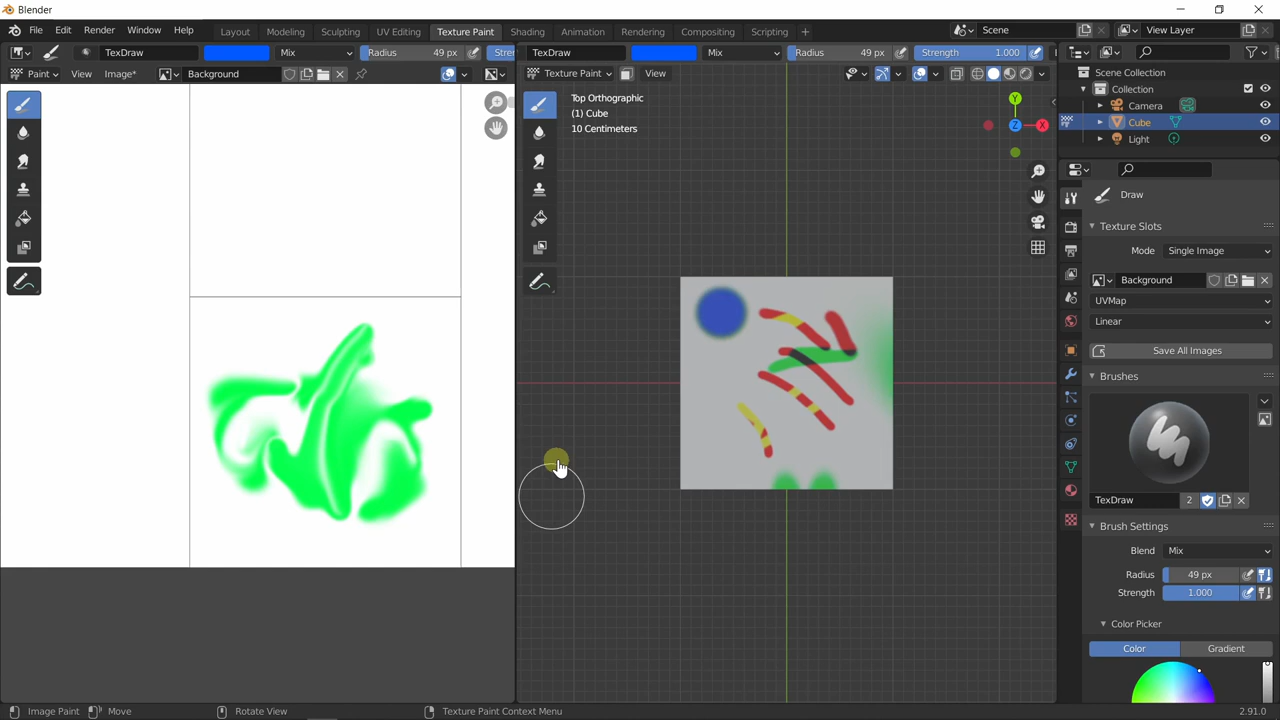 Blender
File Edit Render Window Help Layout Modeling Sculpting UV Editing Texture Paint Shading Animation Rendering Compositing Scripting Scene View Layer
TexDraw Mix Radius 49 px Stren TexDraw Mix Radius 49 px Strength 1.000
Paint View Image* Background Texture Paint View
Scene Collection
Collection
Camera
Cube
Light
Top Orthographic
(1) Cube
10 Centimeters
Y
Z X
Draw
Texture Slots
Mode Single Image
Background
UVMap
Linear
Save All Images
Brushes
TexDraw 2
Brush Settings
Blend Mix
Radius 49 px
Strength 1.000
Color Picker
Color Gradient
Image Paint Move Rotate View Texture Paint Context Menu 2.91.0